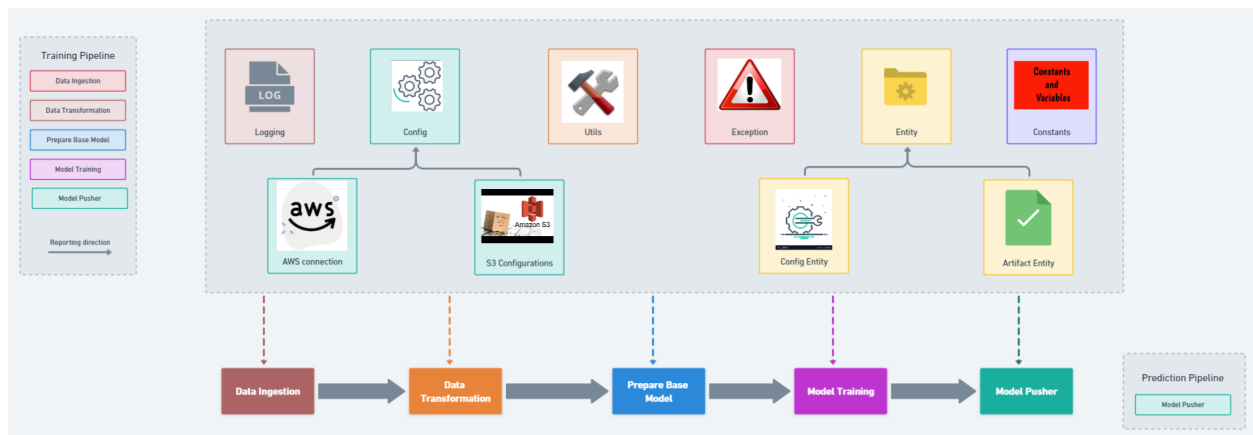 Training Pipeline
Data Ingestion
Data Transformation
Prepare Base Model
Model Training
Model Pusher
Reporting direction
LOG
Logging
Config
Utils
Exception
Entity
Constants
and
Variables
Constants
aws
AWS connection
Amazon S3
S3 Configurations
Config Entity
Artifact Entity
Data Ingestion
Data
Transformation
Prepare Base
Model
Model Training
Model Pusher
Prediction Pipeline
Model Pusher